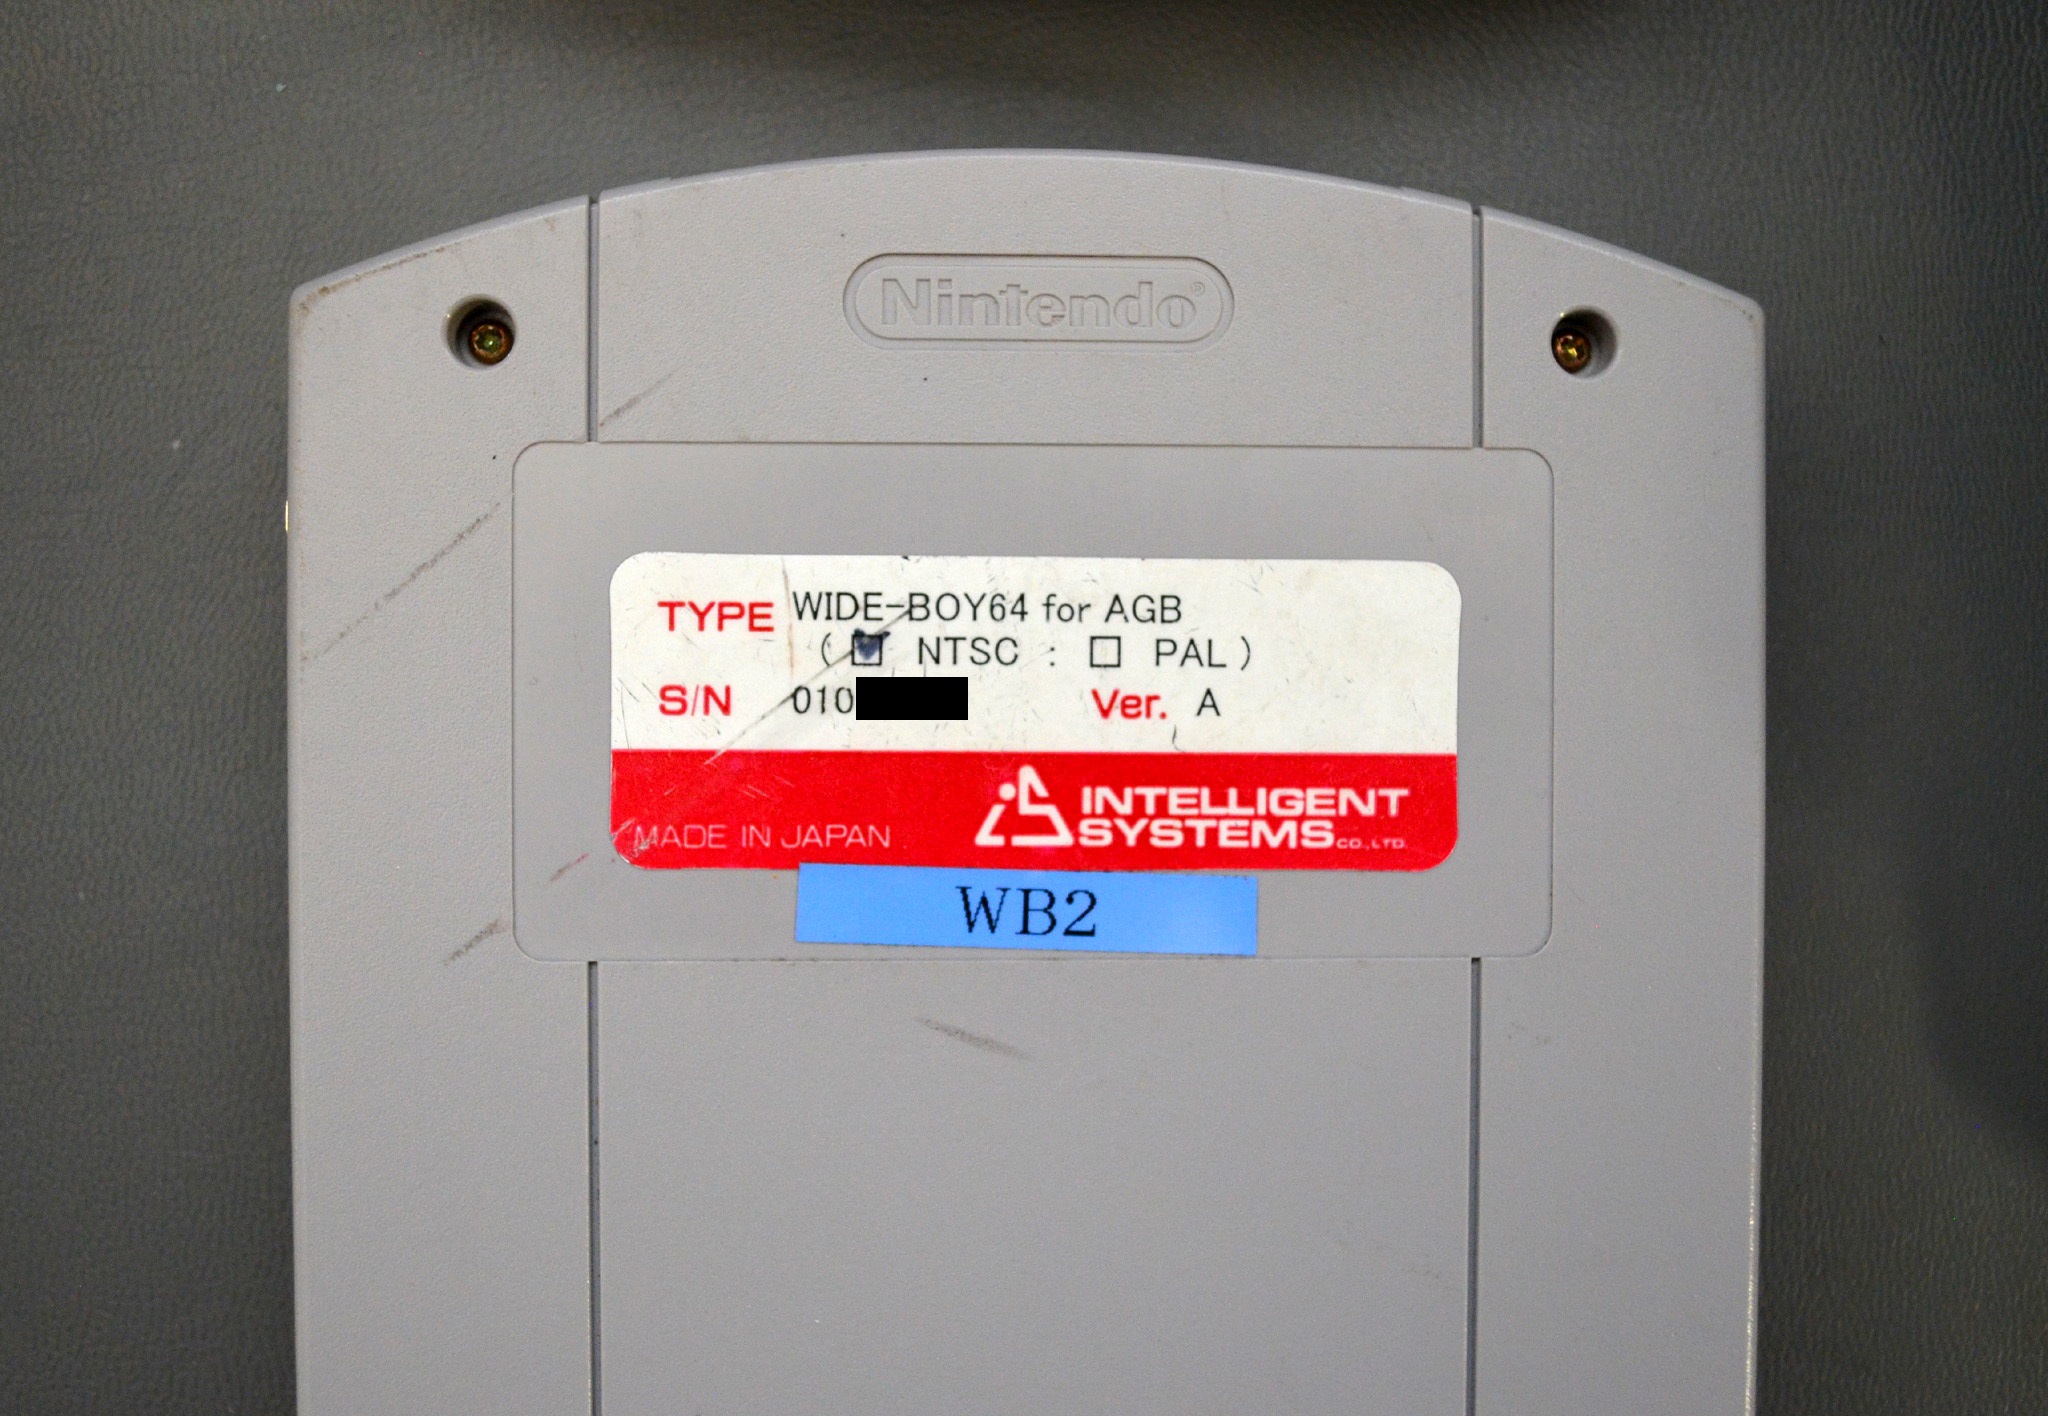 Nintendo®
TYPE WIDE-BOY64 for AGB
(☑ NTSC : ☐ PAL)
S/N 010 Ver. A
MADE IN JAPAN
INTELLIGENT
SYSTEMS CO.,LTD.
WB2